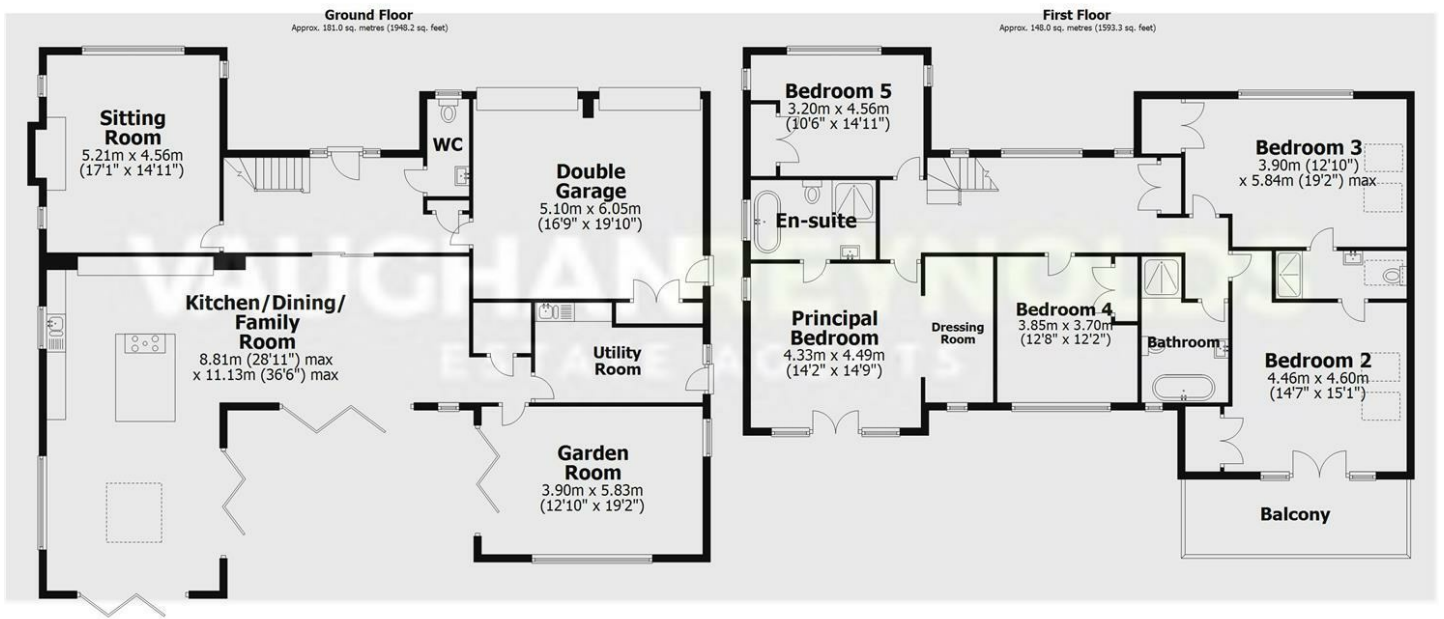 Ground Floor
Approx. 181.0 sq. metres (1948.2 sq. feet)
Sitting
Room
5.21m x 4.56m
(17'1" x 14'11")
WC
Double
Garage
5.10m x 6.05m
(16'9" x 19'10")
Kitchen/Dining/
Family
Room
8.81m (28'11") max
x 11.13m (36'6") max
Utility
Room
Garden
Room
3.90m x 5.83m
(12'10" x 19'2")
First Floor
Approx. 148.0 sq. metres (1593.3 sq. feet)
Bedroom 5
3.20m x 4.56m
(10'6" x 14'11")
Bedroom 3
3.90m (12'10")
x 5.84m (19'2") max
En-suite
Principal
Bedroom
4.33m x 4.49m
(14'2" x 14'9")
Dressing
Room
Bedroom 4
3.85m x 3.70m
(12'8" x 12'2")
Bathroom
Bedroom 2
4.46m x 4.60m
(14'7" x 15'1")
Balcony
VAUGHANREYNOLDS
ESTATE AGENTS